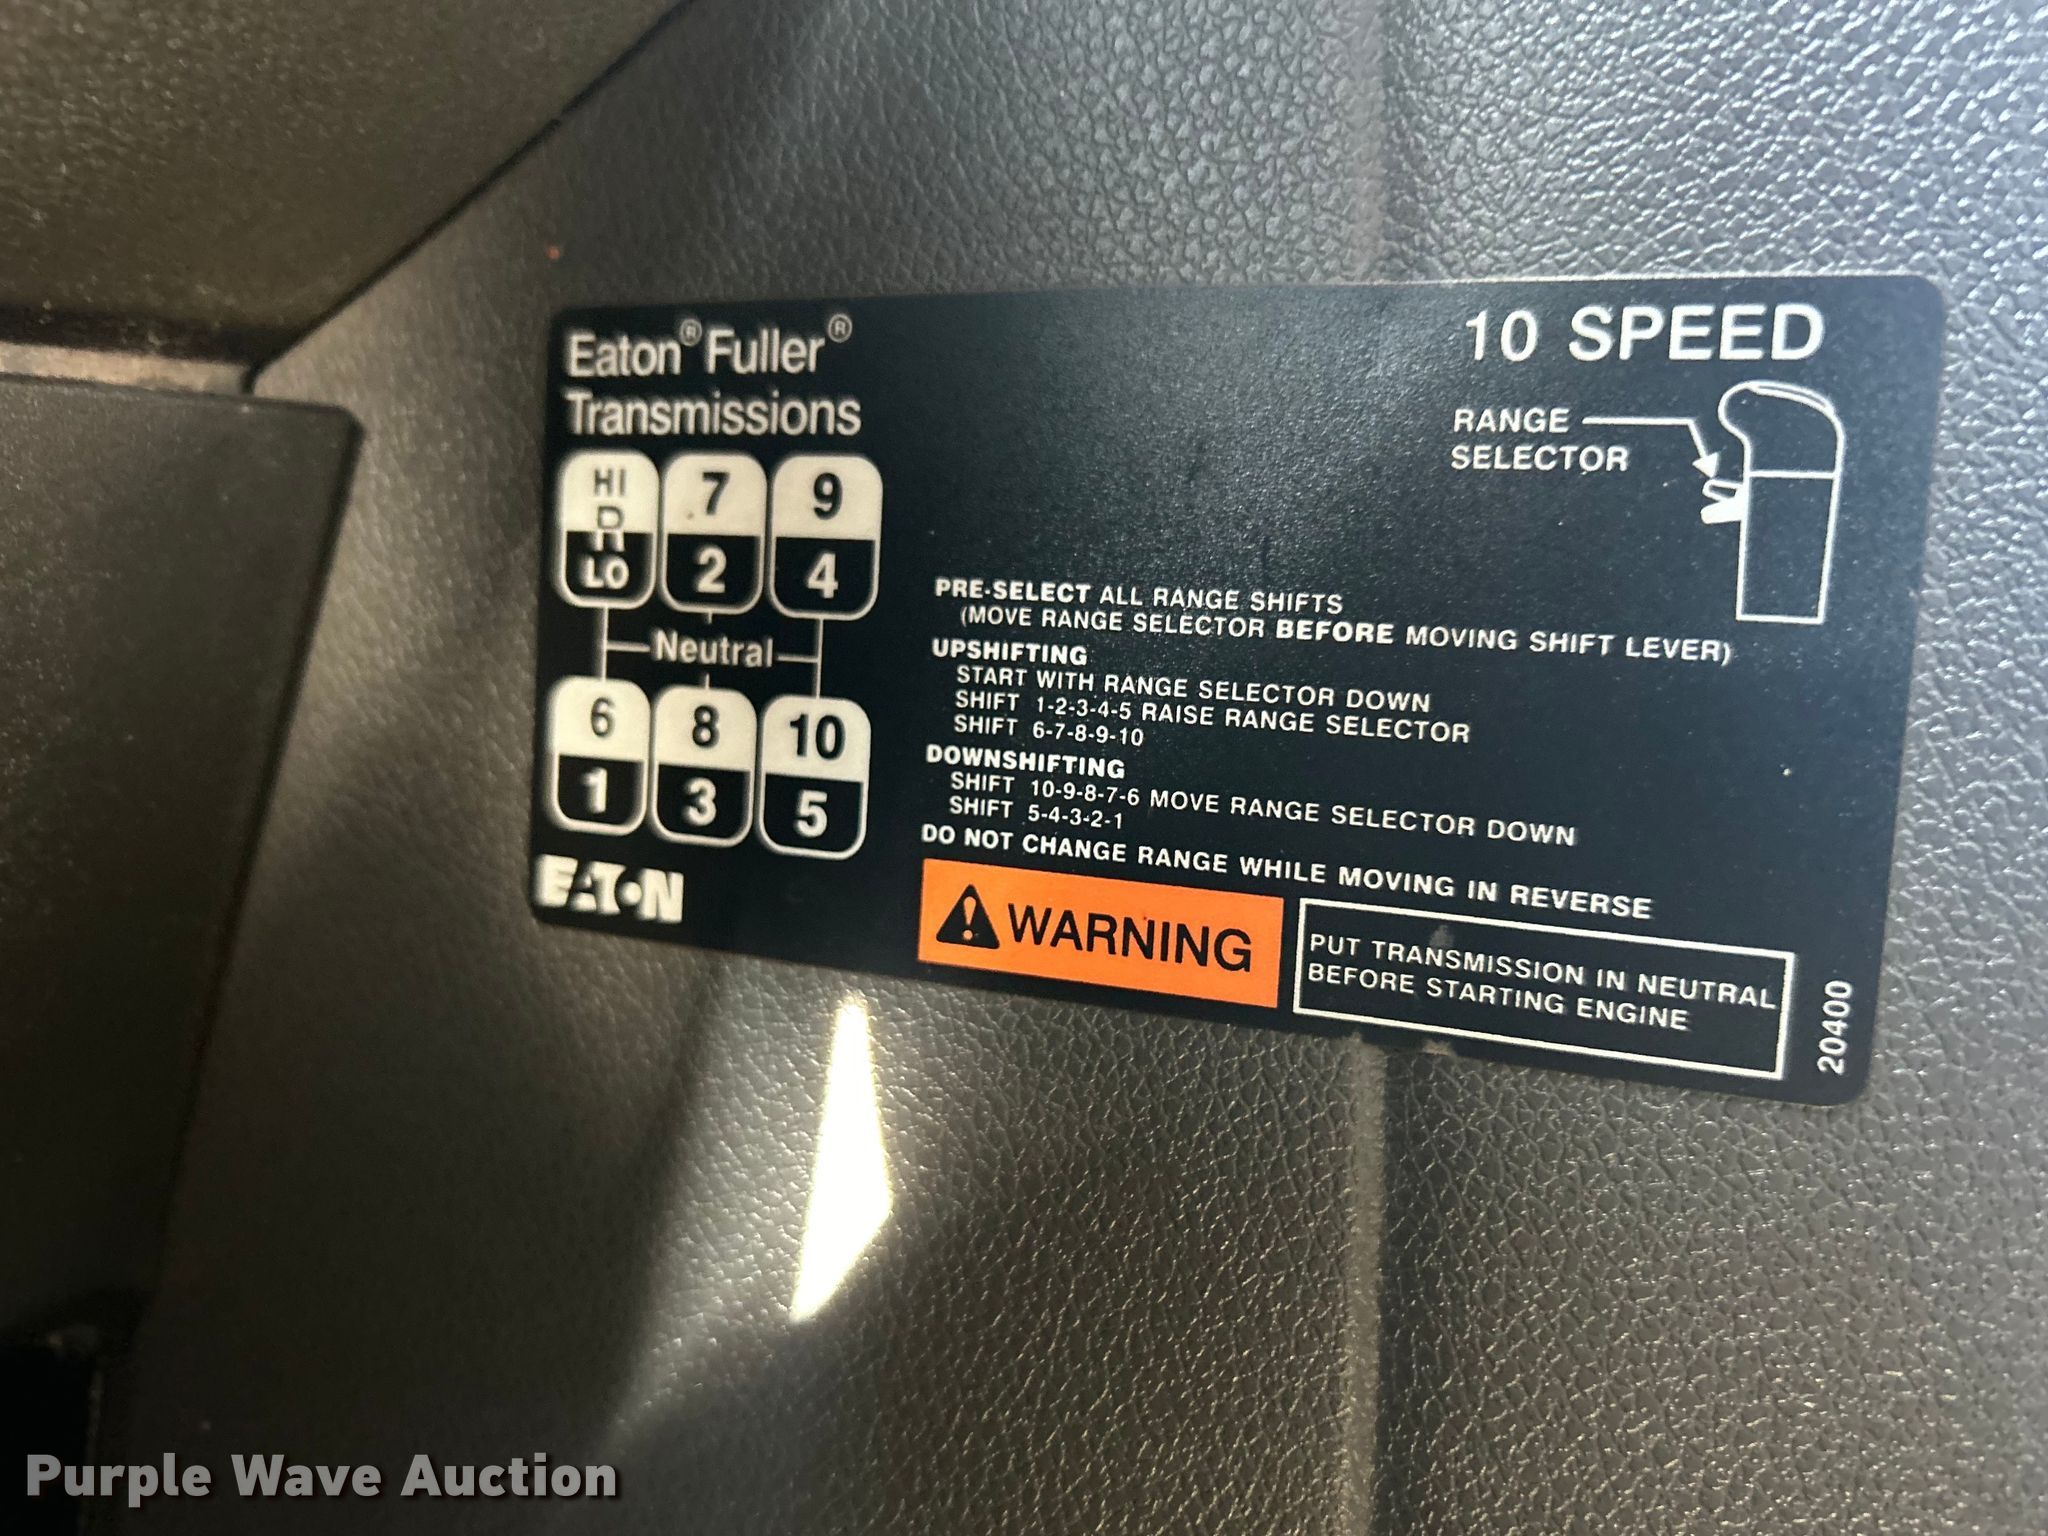 Eaton® Fuller®
Transmissions
HI
R
LO
7
2
9
4
Neutral
6
1
8
3
10
5
EATON
10 SPEED
RANGE
SELECTOR
PRE-SELECT ALL RANGE SHIFTS
(MOVE RANGE SELECTOR BEFORE MOVING SHIFT LEVER)
UPSHIFTING
START WITH RANGE SELECTOR DOWN
SHIFT 1-2-3-4-5 RAISE RANGE SELECTOR
SHIFT 6-7-8-9-10
DOWNSHIFTING
SHIFT 10-9-8-7-6 MOVE RANGE SELECTOR DOWN
SHIFT 5-4-3-2-1
DO NOT CHANGE RANGE WHILE MOVING IN REVERSE
WARNING
PUT TRANSMISSION IN NEUTRAL
BEFORE STARTING ENGINE
20400
Purple Wave Auction